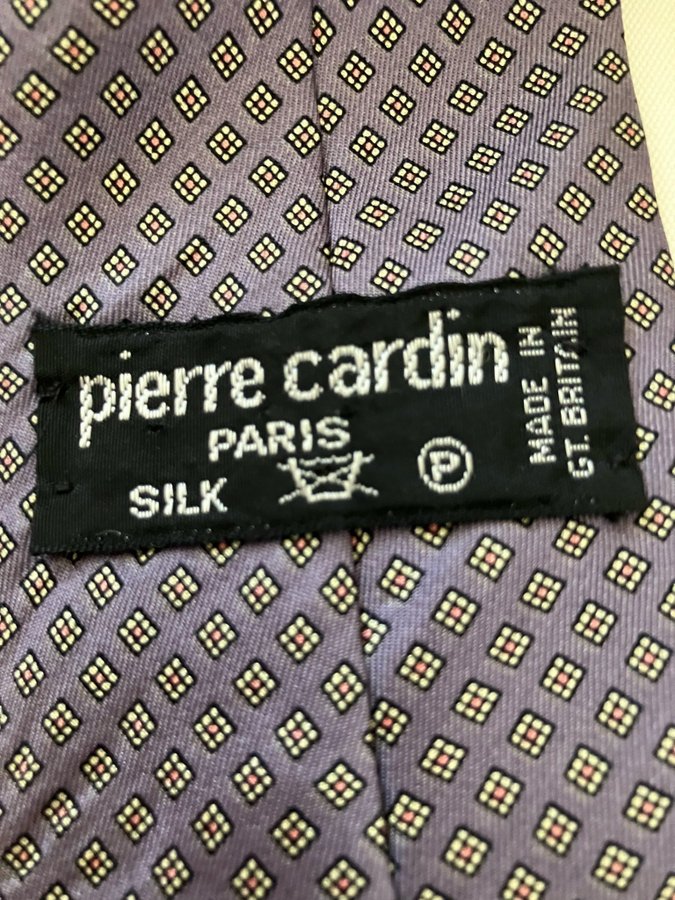 pierre cardin
PARIS
SILK
P
MADE IN
GT. BRITAIN